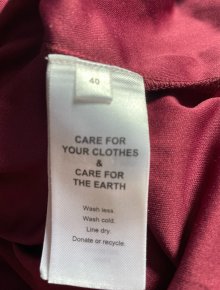 40
CARE FOR
YOUR CLOTHES
&
CARE FOR
THE EARTH
Wash less
Wash cold.
Line dry.
Donate or recycle.